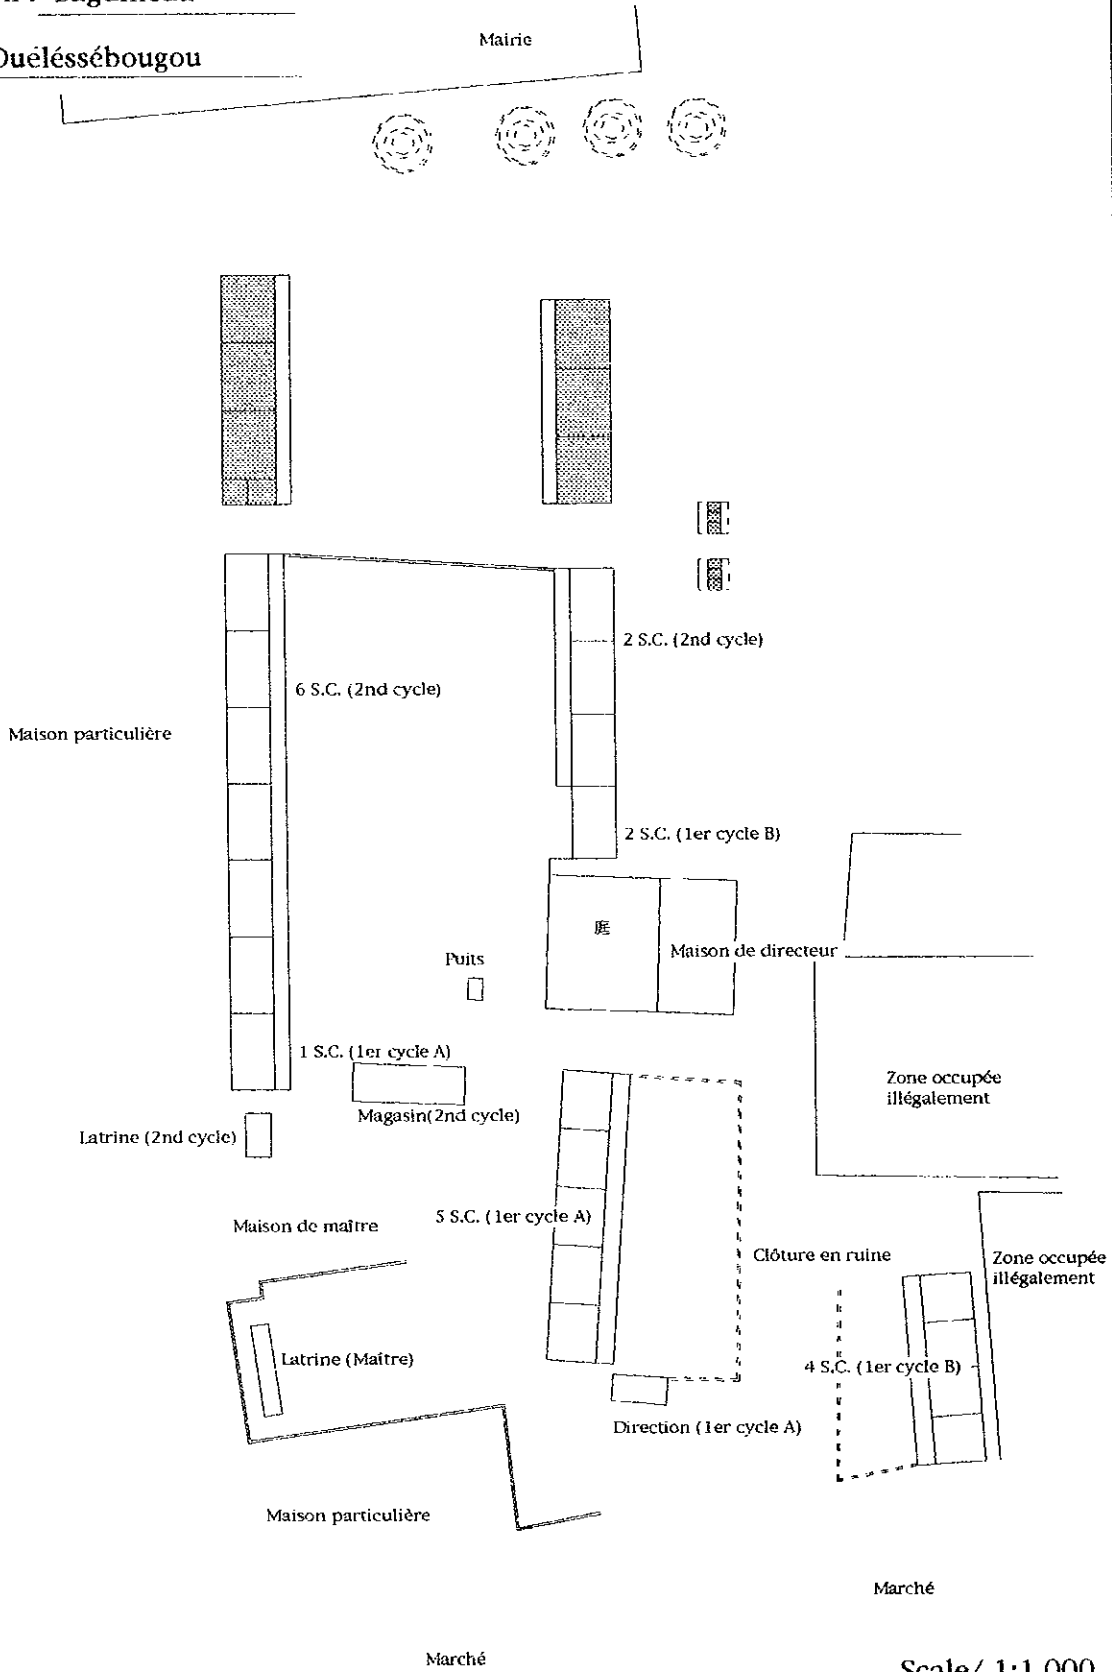 Ouéléssébougou
Mairie
2 S.C. (2nd cycle)
6 S.C. (2nd cycle)
Maison particulière
2 S.C. (1er cycle B)
庭
Maison de directeur
Puits
1 S.C. (1er cycle A)
Zone occupée
illégalement
Magasin(2nd cycle)
Latrine (2nd cycle)
5 S.C. (1er cycle A)
Maison de maître
Clôture en ruine
Zone occupée
illégalement
Latrine (Maître)
4 S.C. (1er cycle B)
Direction (1er cycle A)
Maison particulière
Marché
Marché
Scale/ 1:1,000